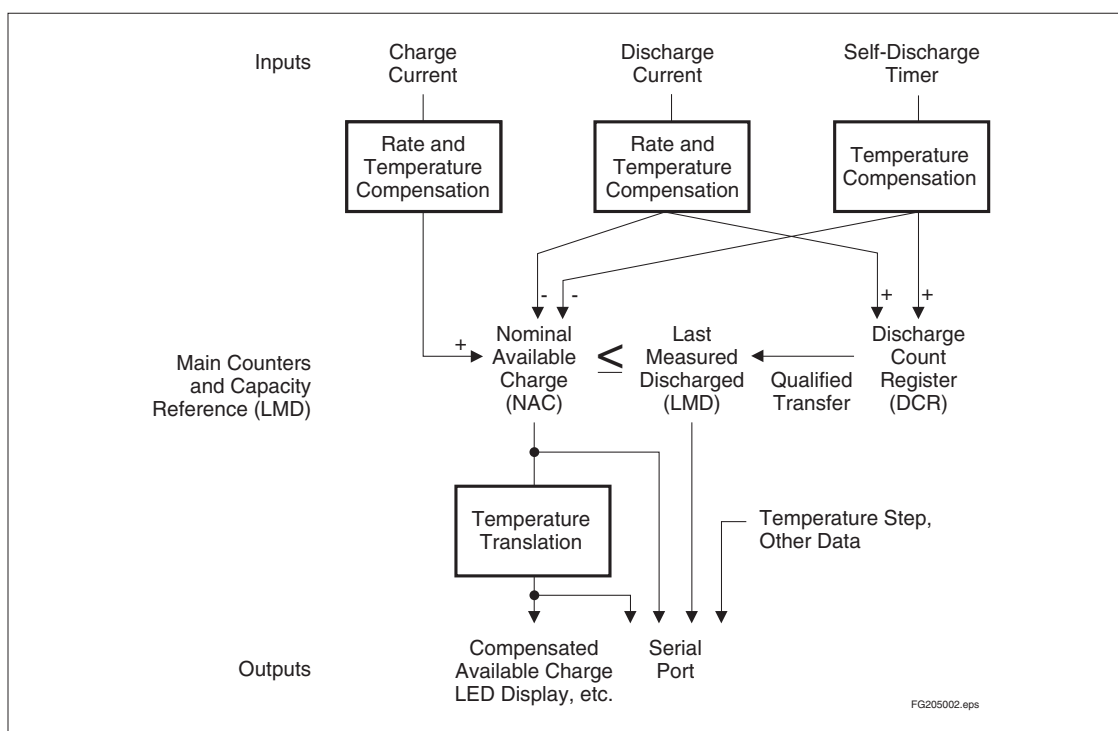 Inputs
Charge
Current
Discharge
Current
Self-Discharge
Timer
Rate and
Temperature
Compensation
Rate and
Temperature
Compensation
Temperature
Compensation
- - + +
+
Main Counters
and Capacity
Reference (LMD)
Nominal
Available
Charge
(NAC)
≤
Last
Measured
Discharged
(LMD)
Qualified
Transfer
Discharge
Count
Register
(DCR)
Temperature
Translation
Temperature Step,
Other Data
Outputs
Compensated
Available Charge
LED Display, etc.
Serial
Port
FG205002.eps